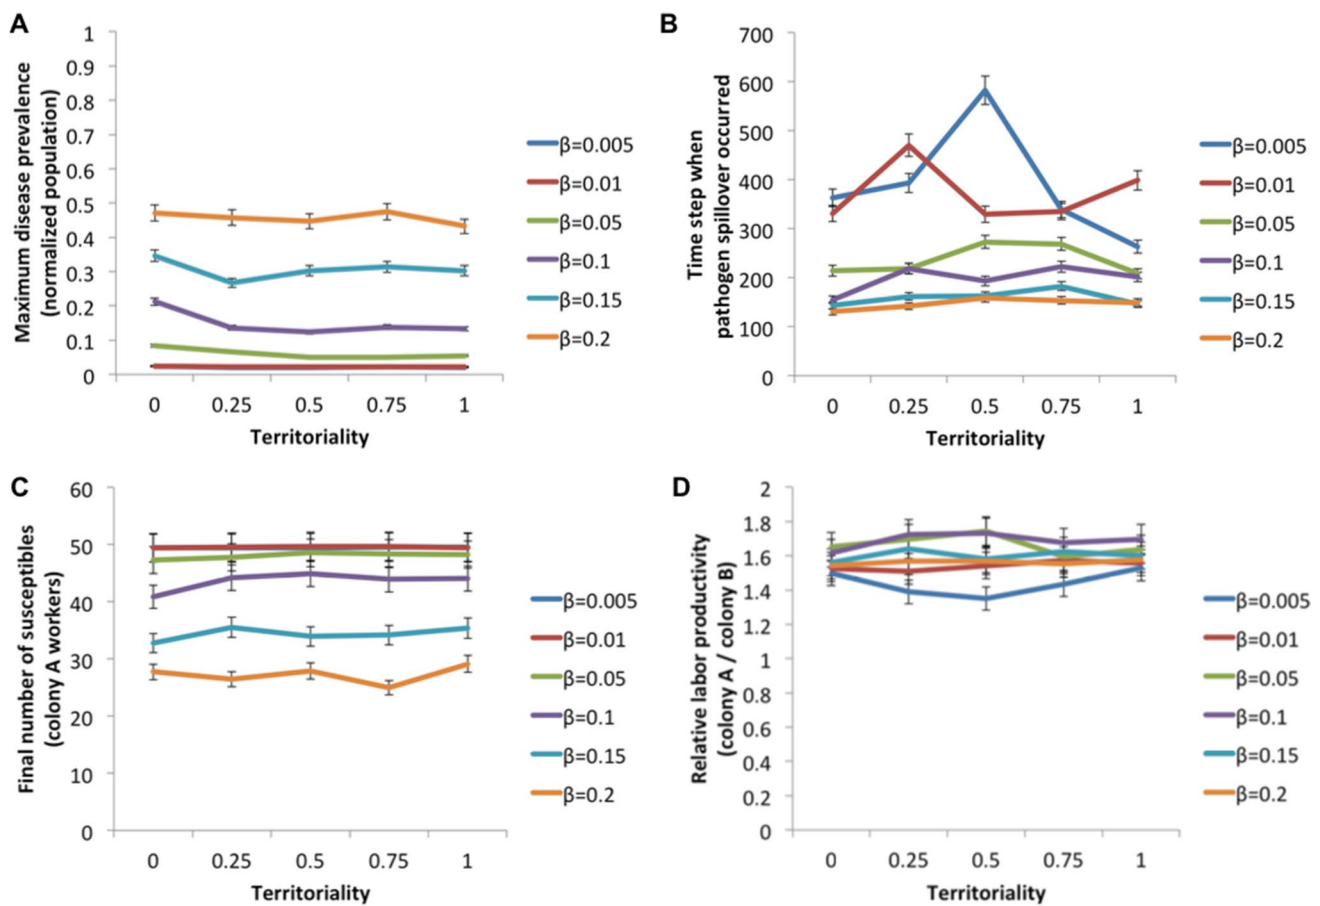 A
Maximum disease prevalence
(normalized population)
1
0.9
0.8
0.7
0.6
0.5
0.4
0.3
0.2
0.1
0
0 0.25 0.5 0.75 1
Territoriality
β=0.005
β=0.01
β=0.05
β=0.1
β=0.15
β=0.2
B
Time step when
pathogen spillover occurred
700
600
500
400
300
200
100
0
0 0.25 0.5 0.75 1
Territoriality
β=0.005
β=0.01
β=0.05
β=0.1
β=0.15
β=0.2
C
Final number of susceptibles
(colony A workers)
60
50
40
30
20
10
0
0 0.25 0.5 0.75 1
Territoriality
β=0.005
β=0.01
β=0.05
β=0.1
β=0.15
β=0.2
D
Relative labor productivity
(colony A / colony B)
2
1.8
1.6
1.4
1.2
1
0.8
0.6
0.4
0.2
0
0 0.25 0.5 0.75 1
Territoriality
β=0.005
β=0.01
β=0.05
β=0.1
β=0.15
β=0.2